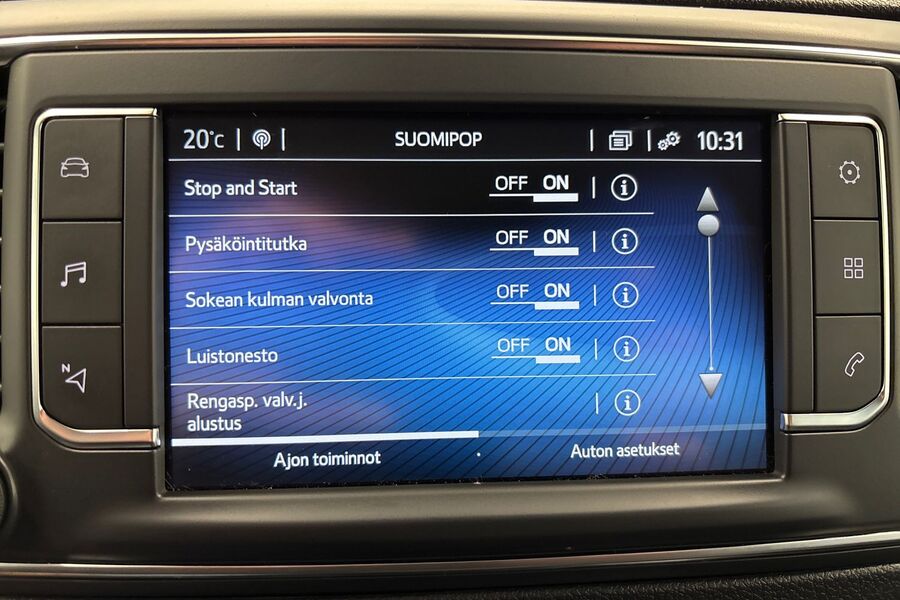 20°C SUOMIPOP 10:31
Stop and Start OFF ON
Pysäköintitutka OFF ON
Sokean kulman valvonta OFF ON
Luistonesto OFF ON
Rengasp. valv.j.
alustus
Ajon toiminnot Auton asetukset
N